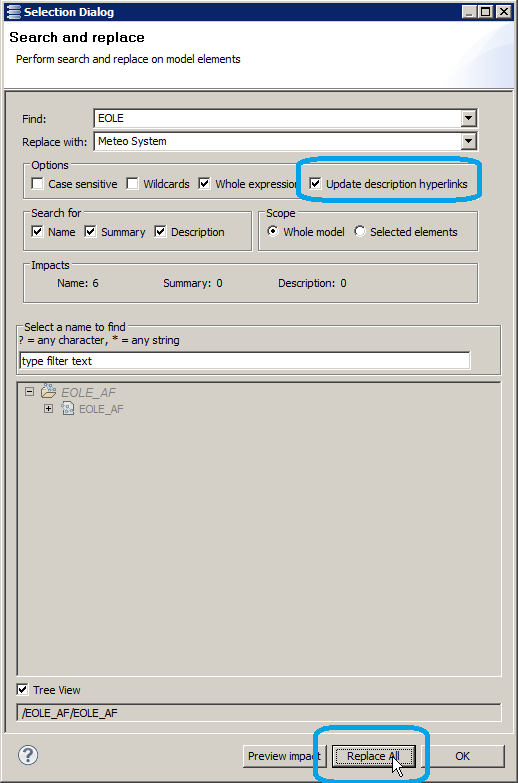 Selection Dialog
Search and replace
Perform search and replace on model elements
Find: EOLE
Replace with: Meteo System
Options
Case sensitive Wildcards Whole expression Update description hyperlinks
Search for Scope
Name Summary Description Whole model Selected elements
Impacts
Name: 6 Summary: 0 Description: 0
Select a name to find
? = any character, * = any string
type filter text
EOLE_AF
EOLE_AF
Tree View
/EOLE_AF/EOLE_AF
? Preview impact Replace All OK